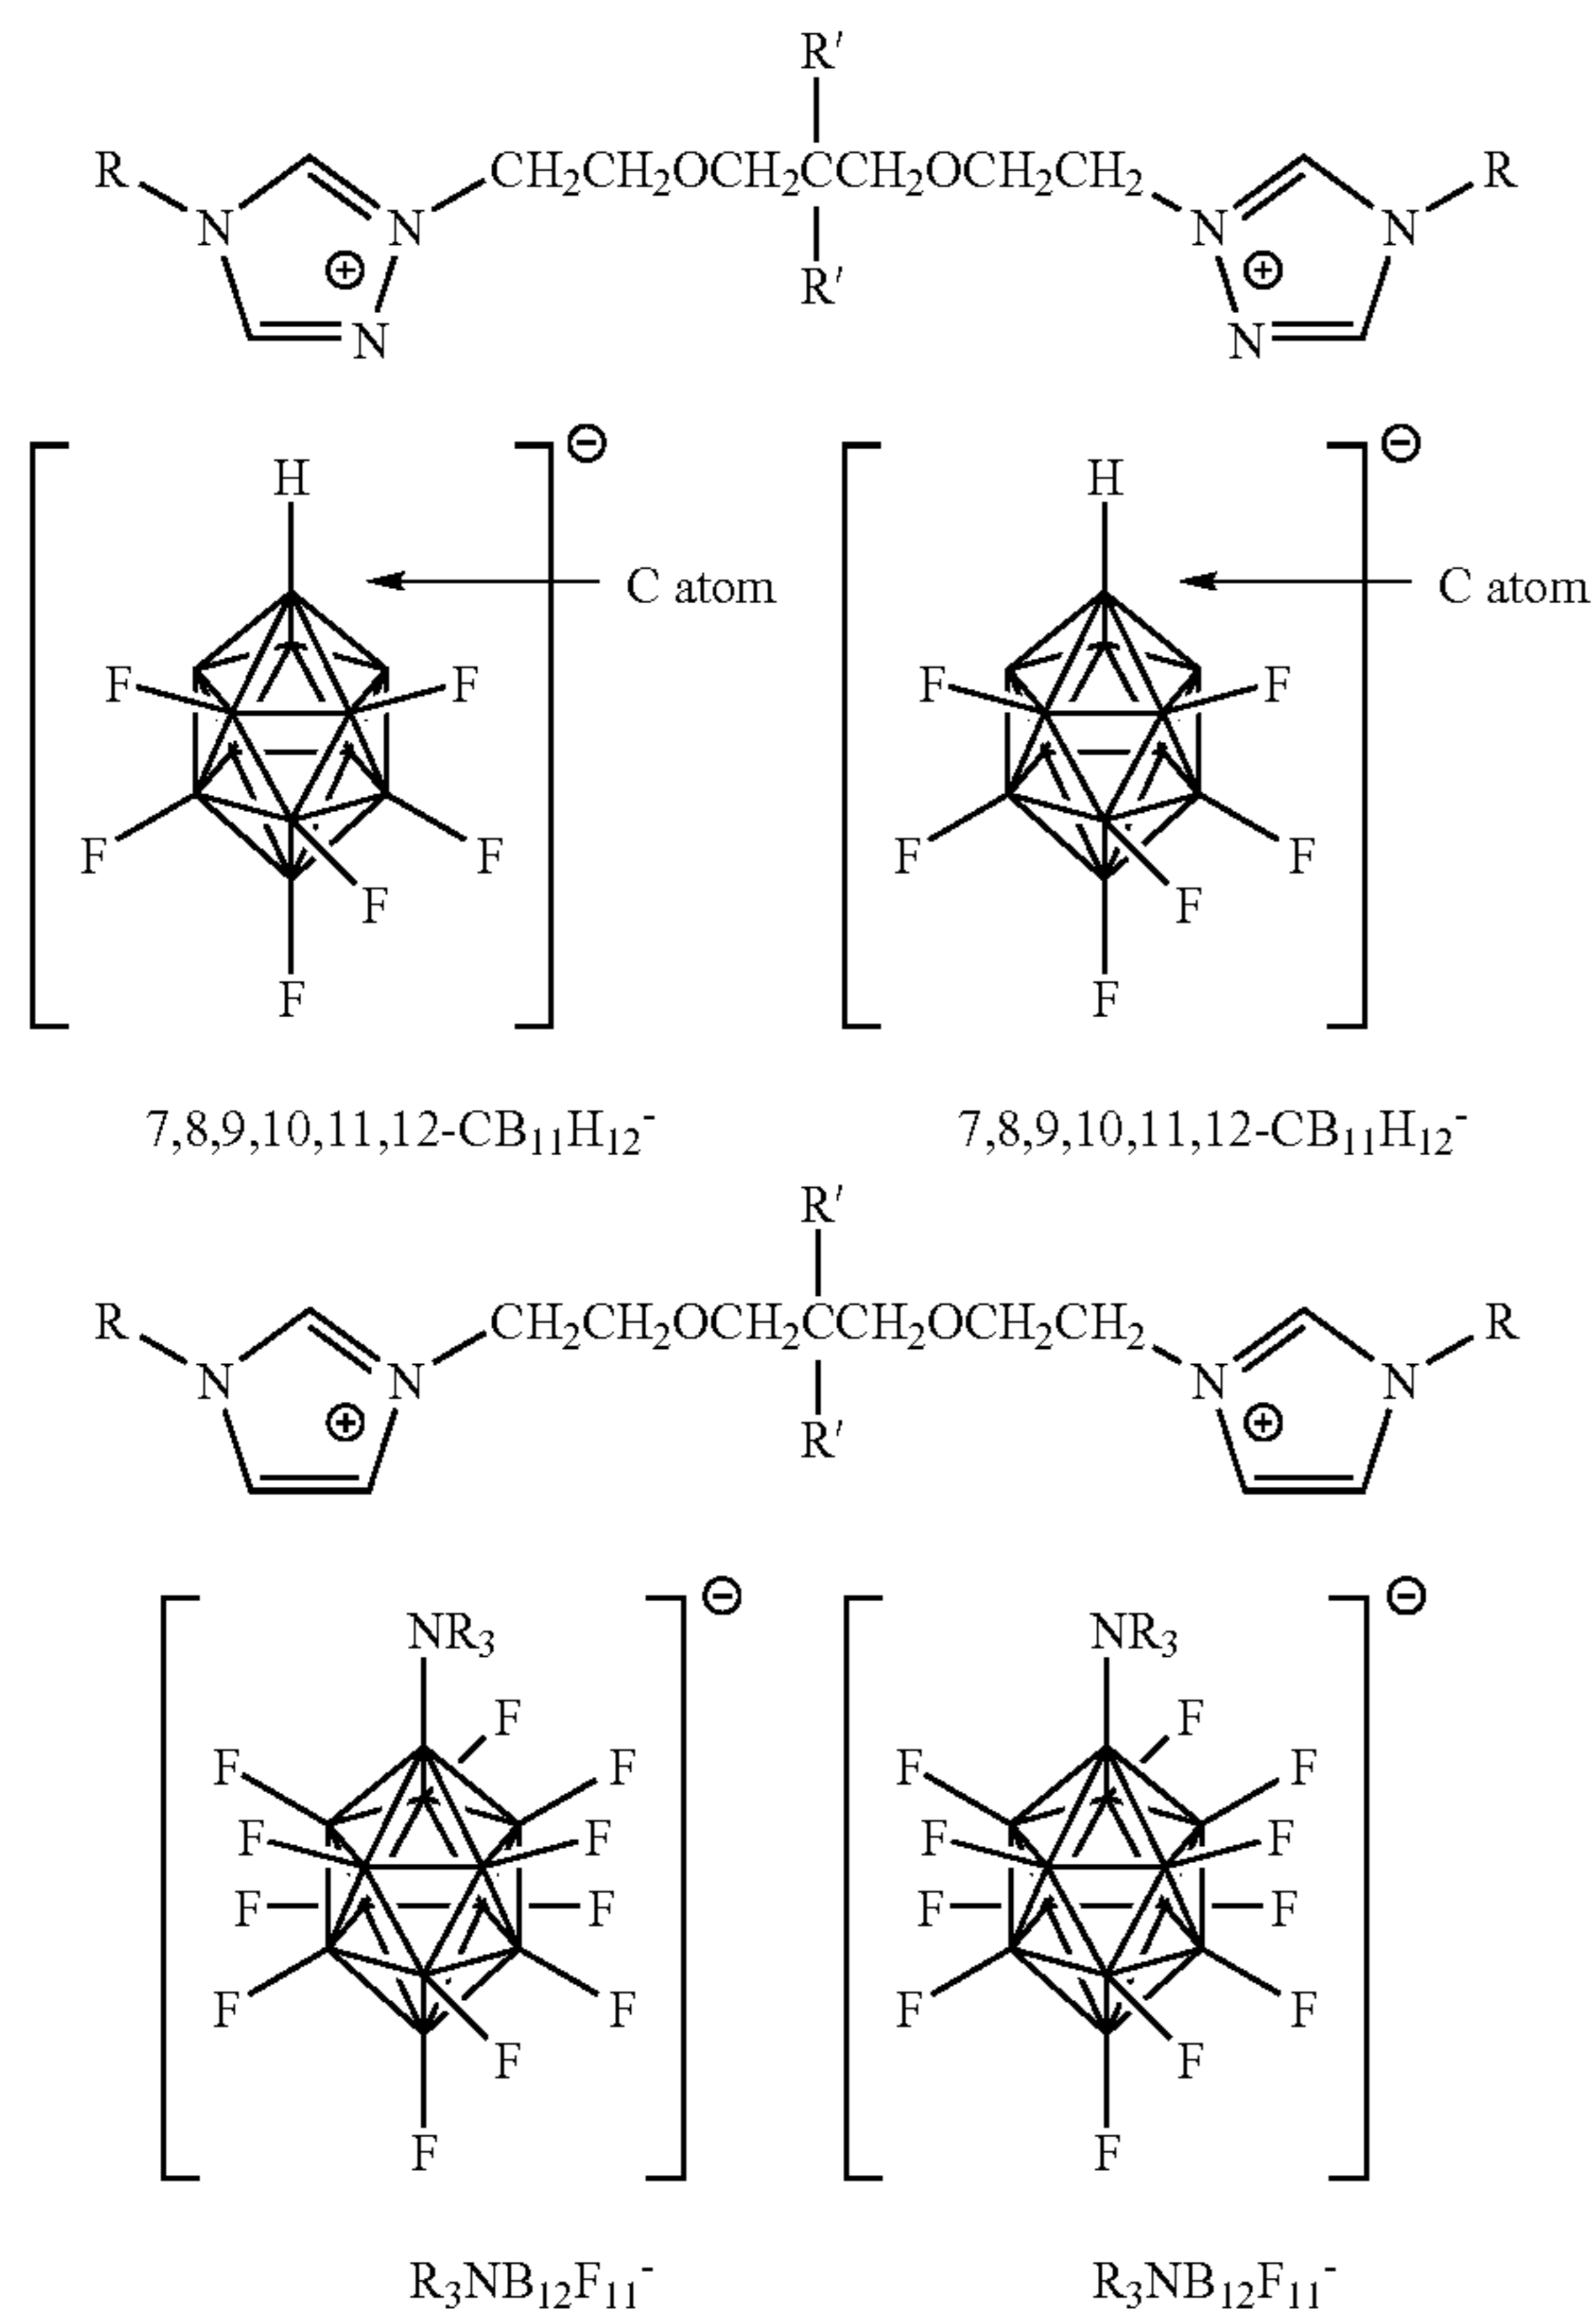 R′
R N N CH₂CH₂OCH₂CCH₂OCH₂CH₂ N N R
⊕ R′ ⊕
N N
⊖ ⊖
H H
C atom C atom
F F F F
F F F F
F F
F F
7,8,9,10,11,12-CB₁₁H₁₂⁻ 7,8,9,10,11,12-CB₁₁H₁₂⁻
R′
R N N CH₂CH₂OCH₂CCH₂OCH₂CH₂ N N R
⊕ R′ ⊕
⊖ ⊖
NR₃ NR₃
F F
F F F F
F F F F
F F F F
F F F F
F F
F F
R₃NB₁₂F₁₁⁻ R₃NB₁₂F₁₁⁻